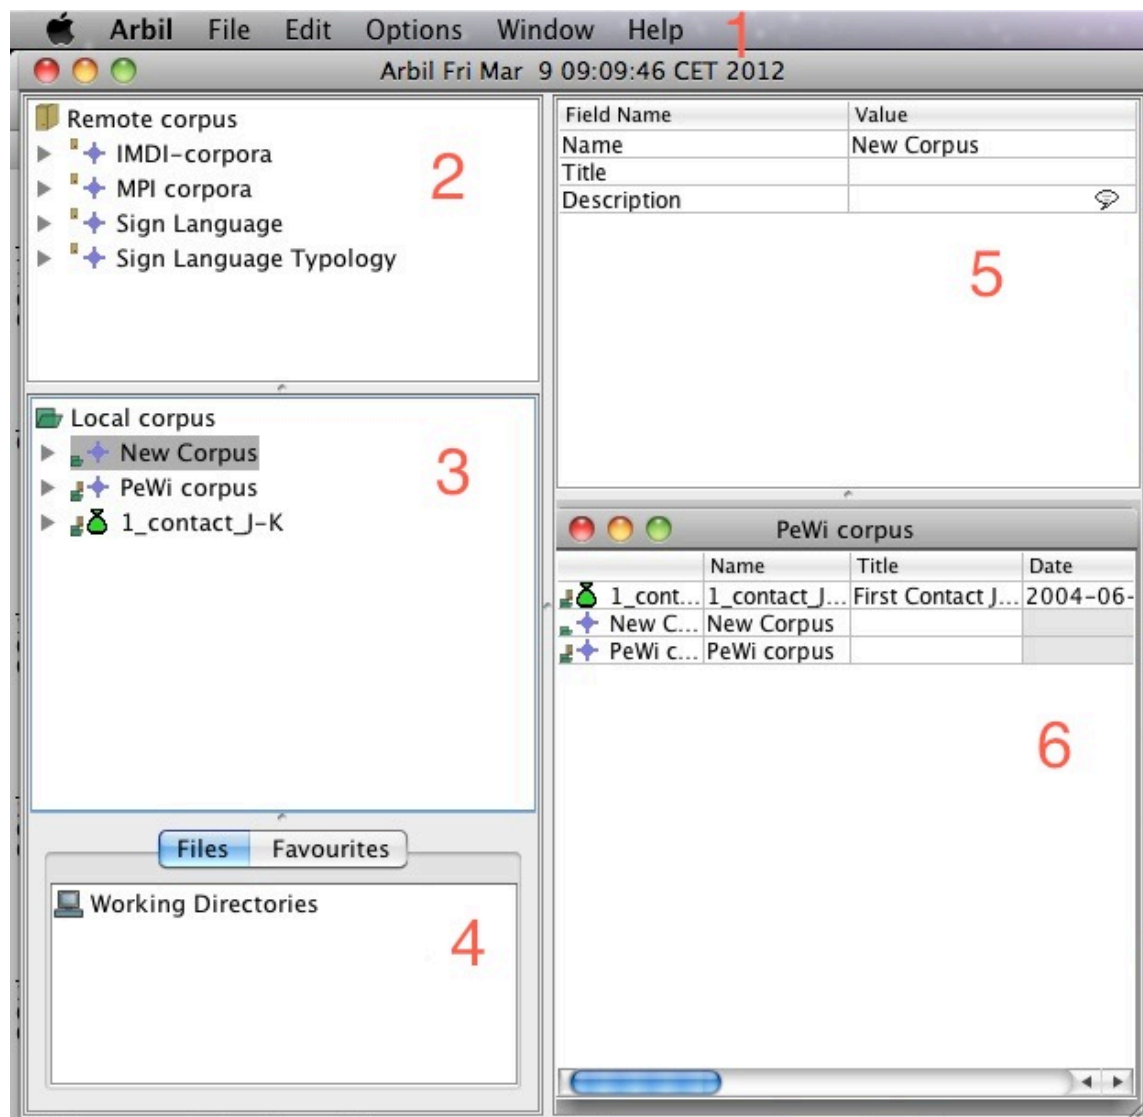 Arbil File Edit Options Window Help 1
Arbil Fri Mar 9 09:09:46 CET 2012
Remote corpus
IMDI-corpora
MPI corpora
Sign Language
Sign Language Typology
2
Local corpus
New Corpus
PeWi corpus
1_contact_J-K
3
Files Favourites
Working Directories
4
Field Name Value
Name New Corpus
Title
Description
5
PeWi corpus
Name Title Date
1_cont... 1_contact_J... First Contact J... 2004-06-
New C... New Corpus
PeWi c... PeWi corpus
6